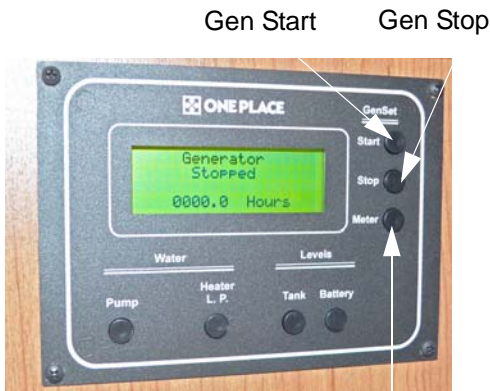 Gen Start Gen Stop
ONE PLACE
GenSet
Start
Generator
Stopped
Stop
0000.0 Hours
Meter
Water Levels
Pump Heater L. P. Tank Battery